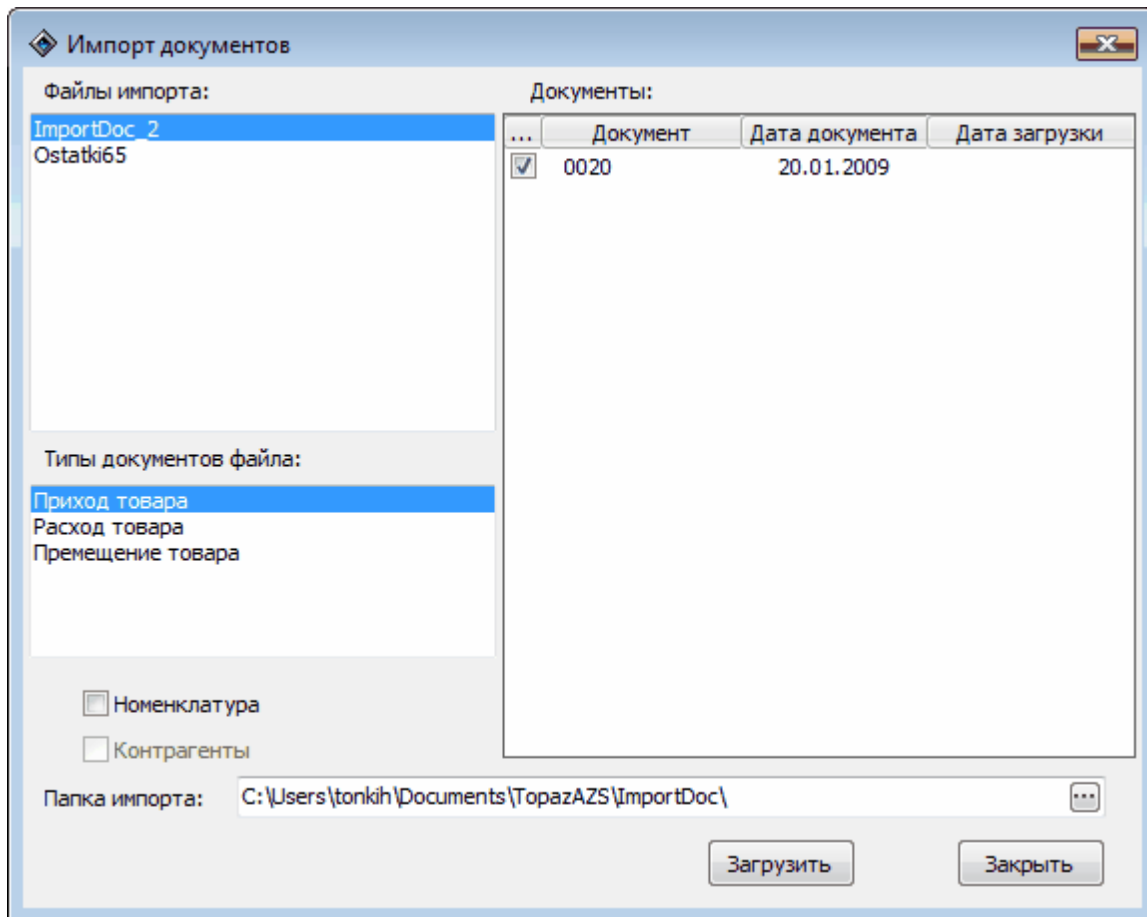 Импорт документов
Файлы импорта:
ImportDoc_2
Ostatki65
Типы документов файла:
Приход товара
Расход товара
Премещение товара
Номенклатура
Контрагенты
Документы:
... Документ Дата документа Дата загрузки
0020 20.01.2009
Папка импорта: C:\Users\tonkih\Documents\TopazAZS\ImportDoc\ ...
Загрузить Закрыть